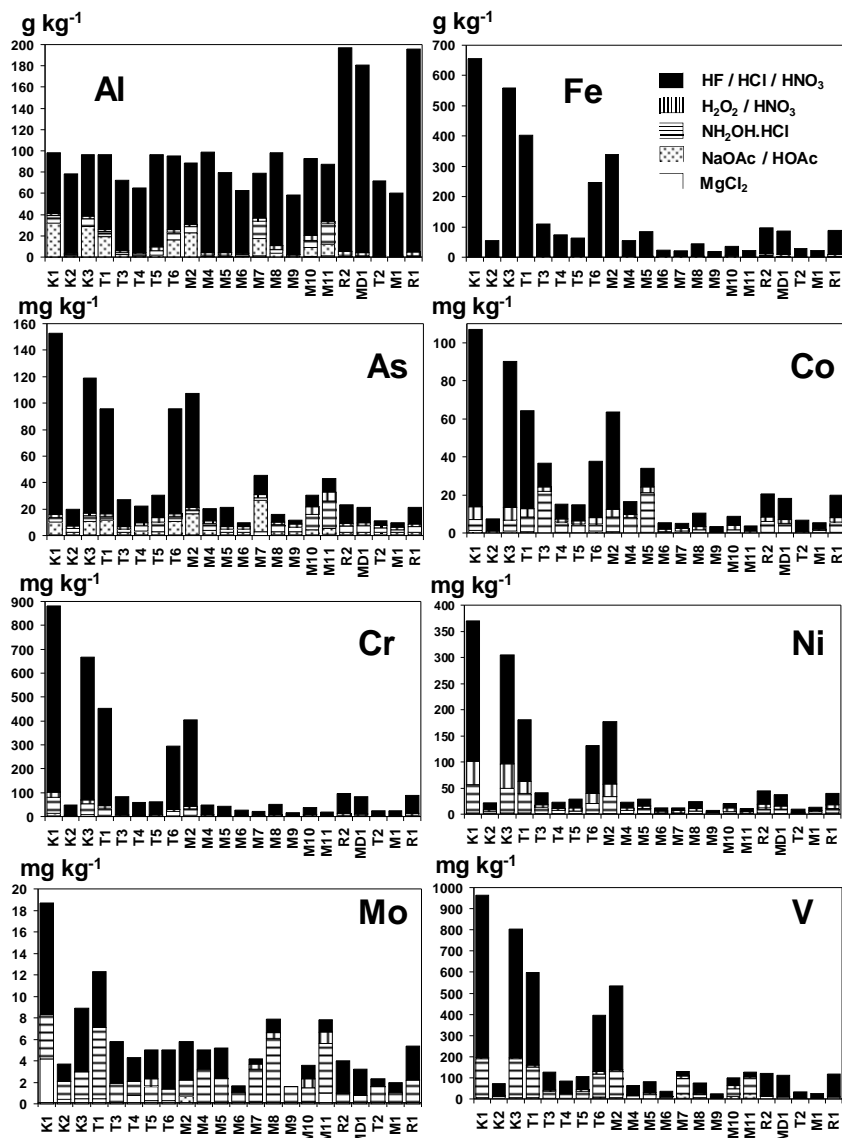 g kg⁻¹
Al
200
180
160
140
120
100
80
60
40
20
0
K1 K2 K3 T1 T3 T4 T5 T6 M2 M4 M5 M6 M7 M8 M9 M10 M11 R2 MD1 T2 M1 R1
g kg⁻¹
Fe
700
600
500
400
300
200
100
0
HF / HCl / HNO₃
H₂O₂ / HNO₃
NH₂OH.HCl
NaOAc / HOAc
MgCl₂
K1 K2 K3 T1 T3 T4 T5 T6 M2 M4 M5 M6 M7 M8 M9 M10 M11 R2 MD1 T2 M1 R1
mg kg⁻¹
As
160
140
120
100
80
60
40
20
0
K1 K2 K3 T1 T3 T4 T5 T6 M2 M4 M5 M6 M7 M8 M9 M10 M11 R2 MD1 T2 M1 R1
mg kg⁻¹
Co
100
80
60
40
20
0
K1 K2 K3 T1 T3 T4 T5 T6 M2 M4 M5 M6 M7 M8 M9 M10 M11 R2 MD1 T2 M1 R1
mg kg⁻¹
Cr
900
800
700
600
500
400
300
200
100
0
K1 K2 K3 T1 T3 T4 T5 T6 M2 M4 M5 M6 M7 M8 M9 M10 M11 R2 MD1 T2 M1 R1
mg kg⁻¹
Ni
400
350
300
250
200
150
100
50
0
K1 K2 K3 T1 T3 T4 T5 T6 M2 M4 M5 M6 M7 M8 M9 M10 M11 R2 MD1 T2 M1 R1
mg kg⁻¹
Mo
20
18
16
14
12
10
8
6
4
2
0
K1 K2 K3 T1 T3 T4 T5 T6 M2 M4 M5 M6 M7 M8 M9 M10 M11 R2 MD1 T2 M1 R1
mg kg⁻¹
V
1000
900
800
700
600
500
400
300
200
100
0
K1 K2 K3 T1 T3 T4 T5 T6 M2 M4 M5 M6 M7 M8 M9 M10 M11 R2 MD1 T2 M1 R1